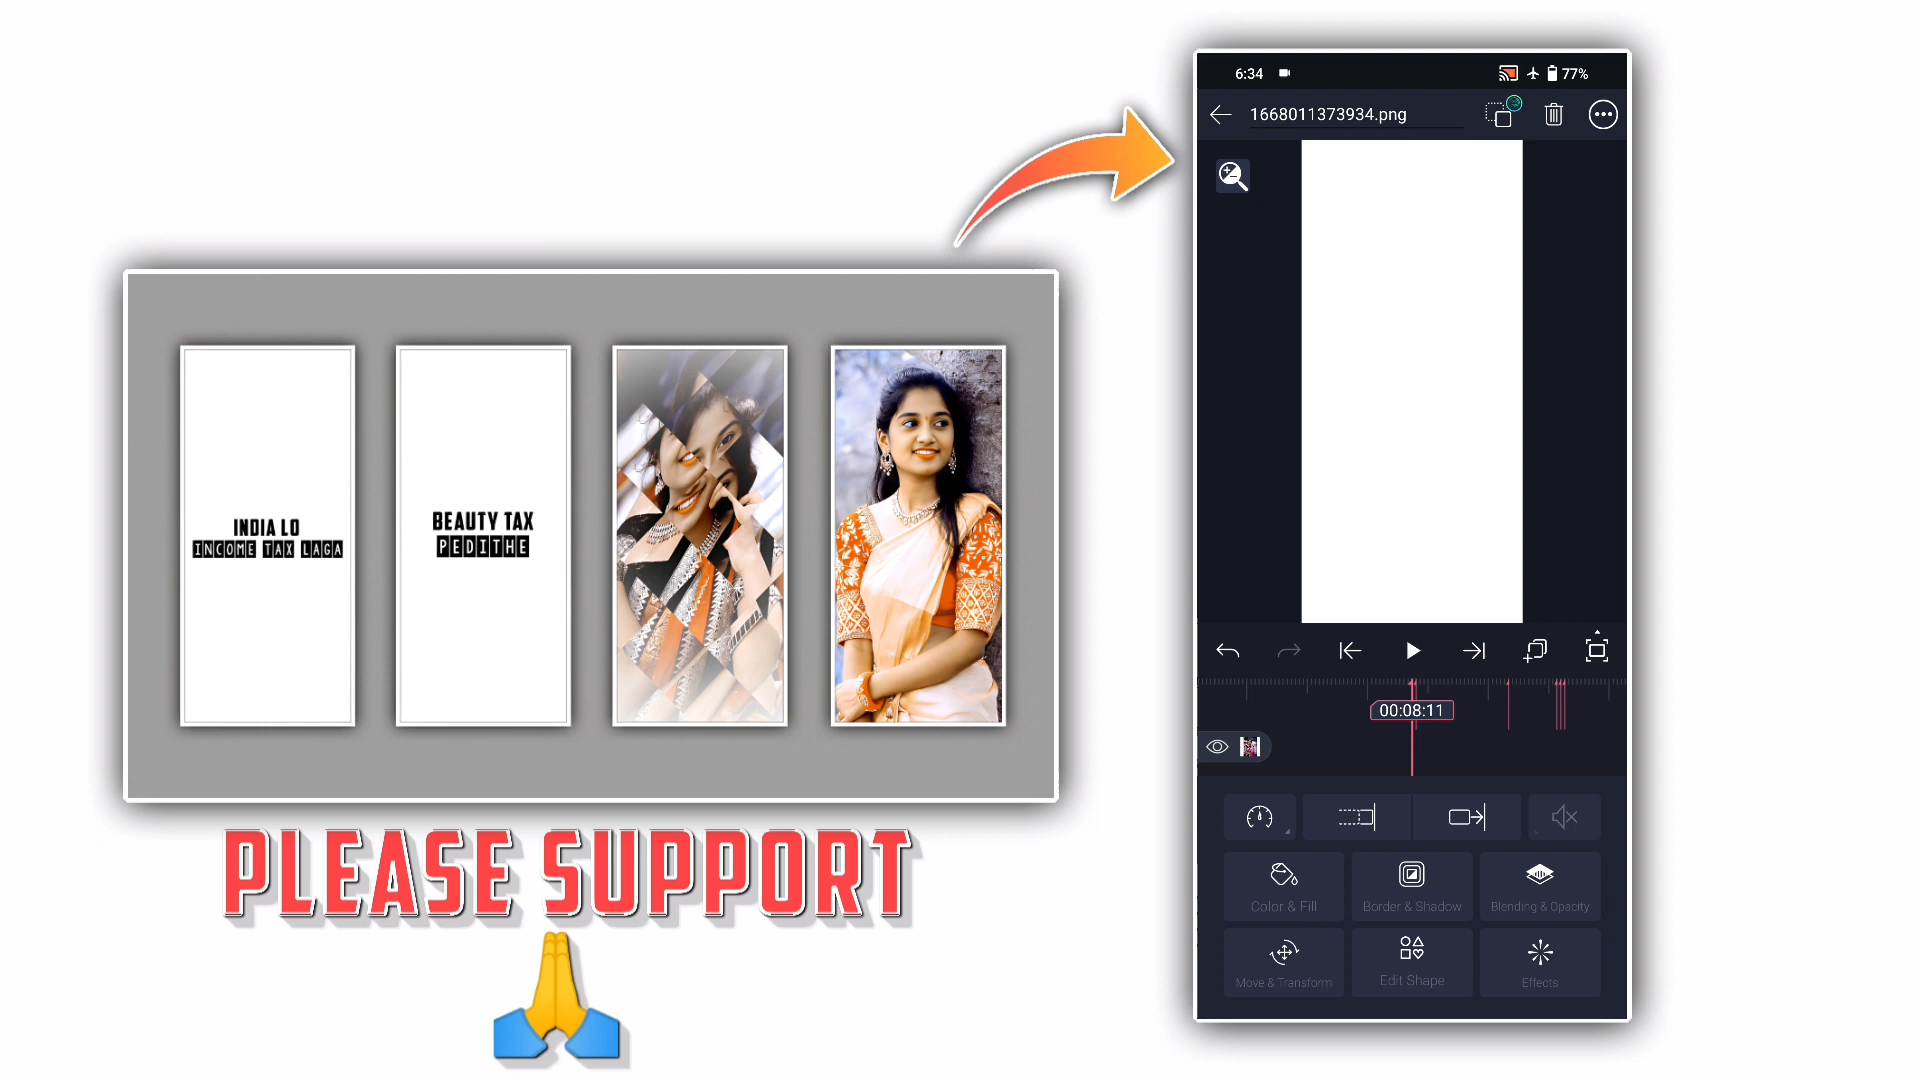 INDIA LO
INCOME TAX LAGA
BEAUTY TAX
PEDITHE
PLEASE SUPPORT
6:34
77%
1668011373934.png
00:08:11
Color & Fill
Border & Shadow
Blending & Opacity
Move & Transform
Edit Shape
Effects